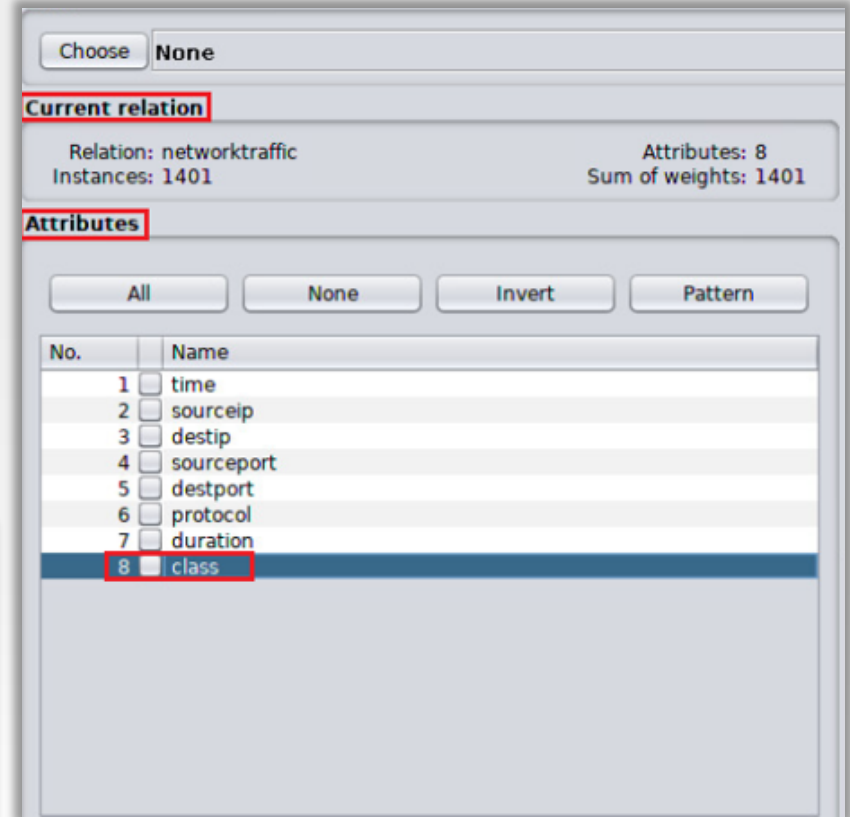 Choose None
Current relation
Relation: networktraffic Attributes: 8
Instances: 1401 Sum of weights: 1401
Attributes
All None Invert Pattern
No. Name
1 time
2 sourceip
3 destip
4 sourceport
5 destport
6 protocol
7 duration
8 class